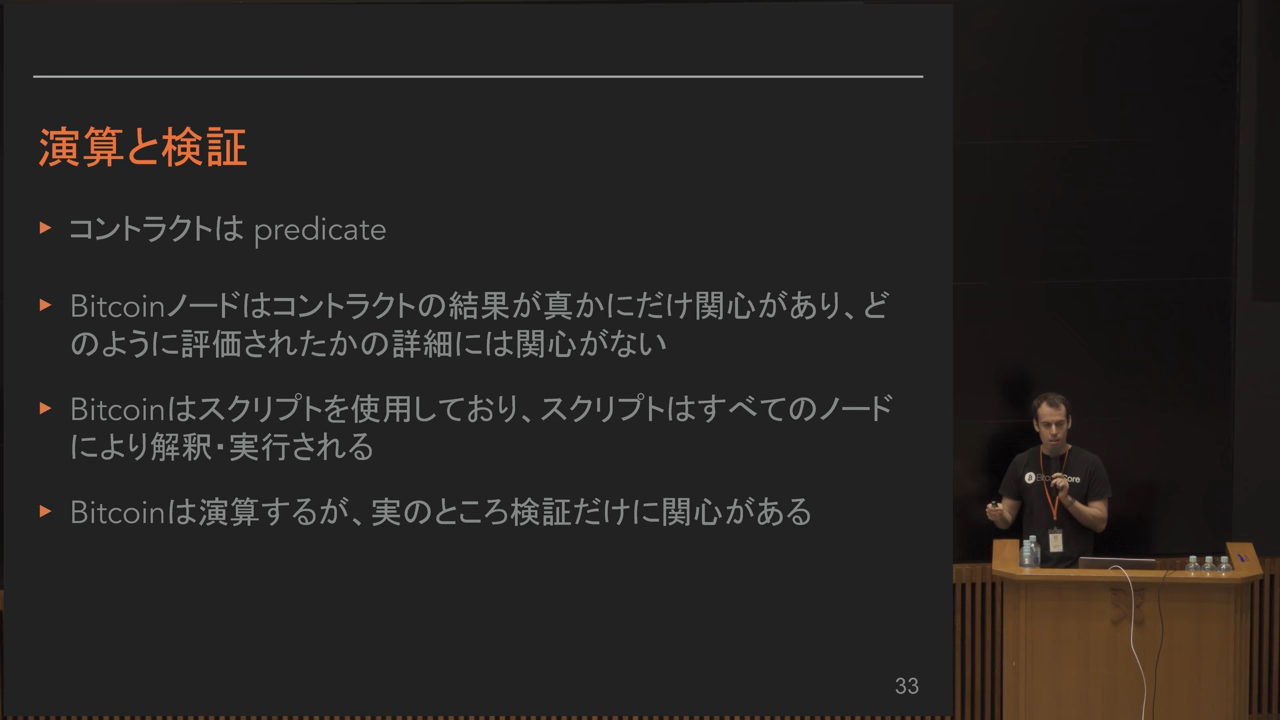 演算と検証
コントラクトは predicate
Bitcoinノードはコントラクトの結果が真かにだけ関心があり、ど
のように評価されたかの詳細には関心がない
Bitcoinはスクリプトを使用しており、スクリプトはすべてのノード
により解釈・実行される
Bitcoinは演算するが、実のところ検証だけに関心がある
33